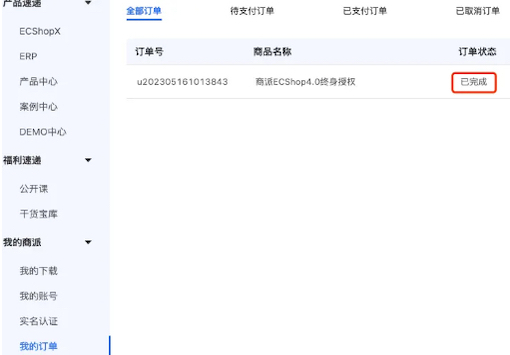 产品速递
ECShopX
ERP
产品中心
案例中心
DEMO中心
福利速递
公开课
干货宝库
我的商派
我的下载
我的账号
实名认证
我的订单
全部订单 待支付订单 已支付订单 已取消订单
订单号 商品名称 订单状态
u202305161013843 商派ECShop4.0终身授权 已完成